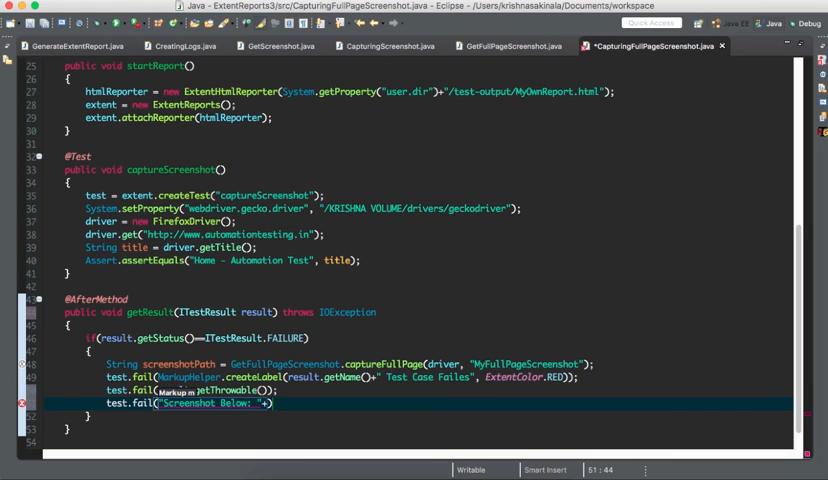 Java - ExtentReports3/src/CapturingFullPageScreenshot.java - Eclipse - /Users/krishnasakinala/Documents/workspace
Quick Access
Java EE
Java
Debug
GenerateExtentReport.java
CreatingLogs.java
GetScreenshot.java
CapturingScreenshot.java
GetFullPageScreenshot.java
*CapturingFullPageScreenshot.java
25 public void startReport()
26 {
27 htmlReporter = new ExtentHtmlReporter(System.getProperty("user.dir")+"/test-output/MyOwnReport.html");
28 extent = new ExtentReports();
29 extent.attachReporter(htmlReporter);
30 }
31
32 @Test
33 public void captureScreenshot()
34 {
35 test = extent.createTest("captureScreenshot");
36 System.setProperty("webdriver.gecko.driver", "/KRISHNA VOLUME/drivers/geckodriver");
37 driver = new FirefoxDriver();
38 driver.get("http://www.automationtesting.in");
39 String title = driver.getTitle();
40 Assert.assertEquals("Home - Automation Test", title);
41 }
42
43 @AfterMethod
44 public void getResult(ITestResult result) throws IOException
45 {
46 if(result.getStatus()==ITestResult.FAILURE)
47 {
48 String screenshotPath = GetFullPageScreenshot.captureFullPage(driver, "MyFullPageScreenshot");
49 test.fail(MarkupHelper.createLabel(result.getName()+" Test Case Failes", ExtentColor.RED));
test.fail( getThrowable());
Markup m
test.fail("Screenshot Below: "+)
52 }
53 }
54
Writable
Smart Insert
51 : 44